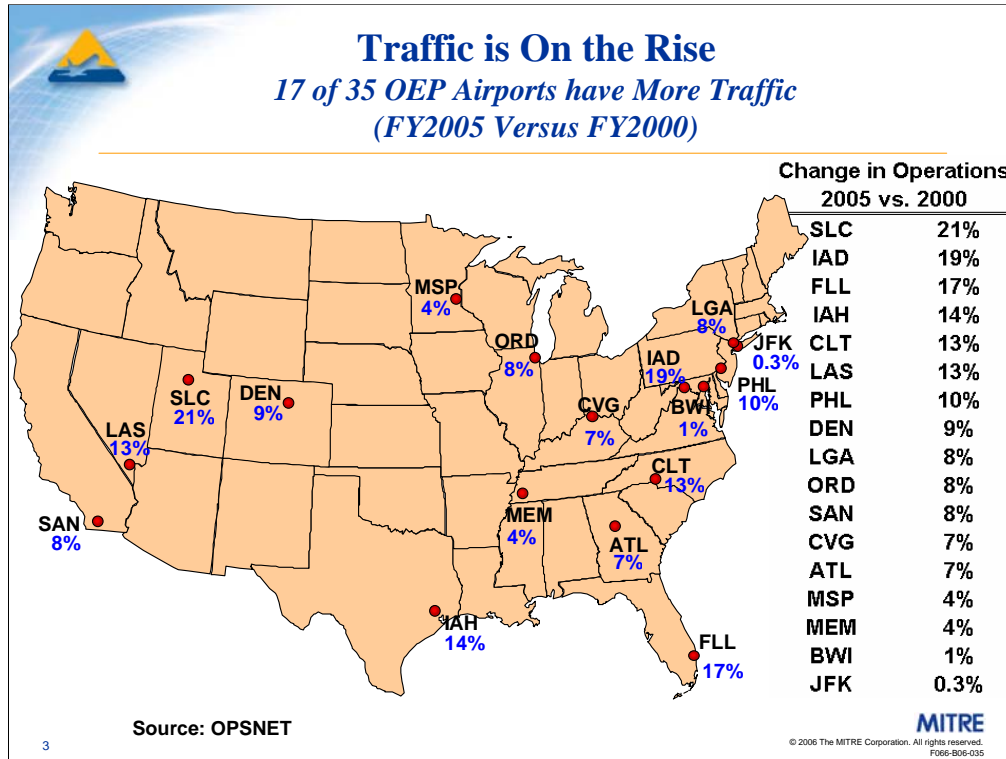 Traffic is On the Rise
17 of 35 OEP Airports have More Traffic
(FY2005 Versus FY2000)
Change in Operations
2005 vs. 2000
SLC 21%
IAD 19%
FLL 17%
IAH 14%
CLT 13%
LAS 13%
PHL 10%
DEN 9%
LGA 8%
ORD 8%
SAN 8%
CVG 7%
ATL 7%
MSP 4%
MEM 4%
BWI 1%
JFK 0.3%
MSP
4%
LGA
8%
ORD
8%
JFK
0.3%
IAD
19%
PHL
10%
SLC
21%
DEN
9%
CVG
7%
BWI
1%
LAS
13%
CLT
13%
SAN
8%
MEM
4%
ATL
7%
IAH
14%
FLL
17%
Source: OPSNET
3
MITRE
© 2006 The MITRE Corporation. All rights reserved.
F066-B06-035